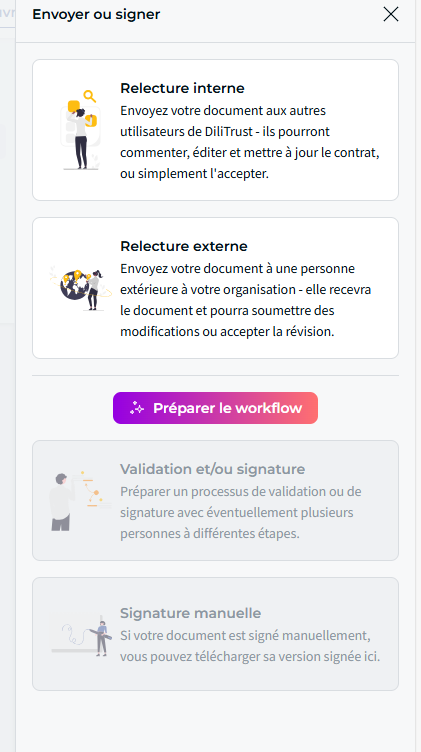 Envoyer ou signer
Relecture interne
Envoyez votre document aux autres
utilisateurs de DiliTrust - ils pourront
commenter, éditer et mettre à jour le contrat,
ou simplement l'accepter.
Relecture externe
Envoyez votre document à une personne
extérieure à votre organisation - elle recevra
le document et pourra soumettre des
modifications ou accepter la révision.
Préparer le workflow
Validation et/ou signature
Préparer un processus de validation ou de
signature avec éventuellement plusieurs
personnes à différentes étapes.
Signature manuelle
Si votre document est signé manuellement,
vous pouvez télécharger sa version signée ici.